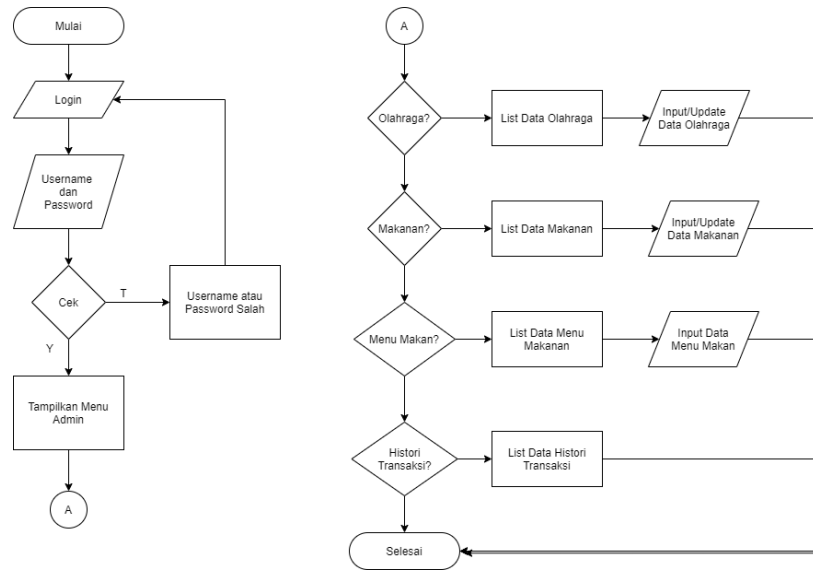 Mulai
Login
Username
dan
Password
Cek
T
Username atau
Password Salah
Y
Tampilkan Menu
Admin
A
A
Olahraga?
List Data Olahraga
Input/Update
Data Olahraga
Makanan?
List Data Makanan
Input/Update
Data Makanan
Menu Makan?
List Data Menu
Makanan
Input Data
Menu Makan
Histori
Transaksi?
List Data Histori
Transaksi
Selesai